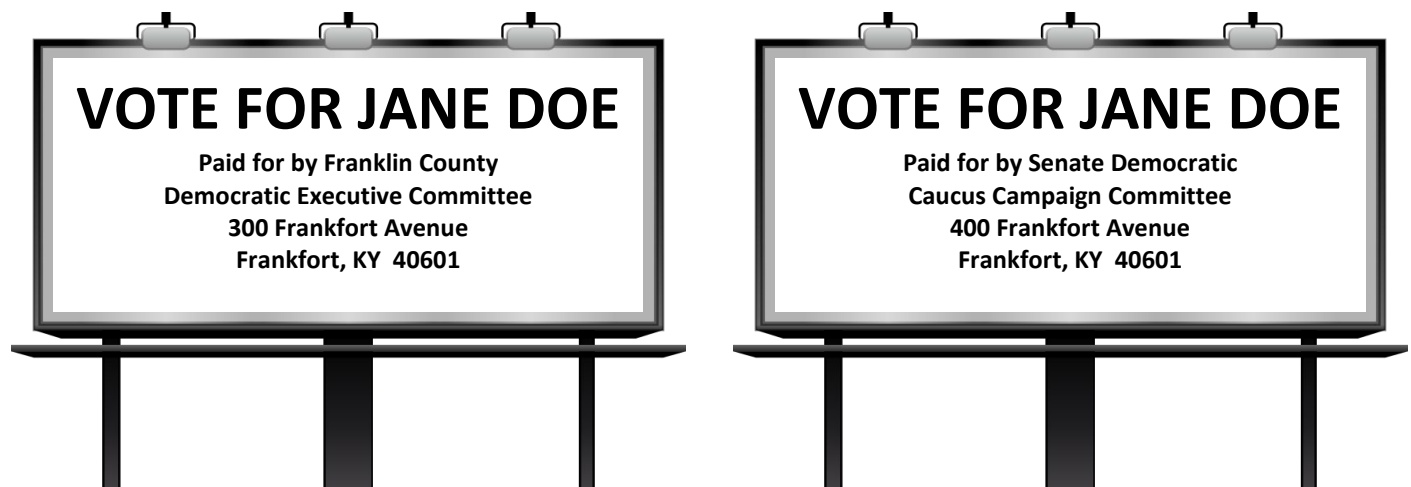 VOTE FOR JANE DOE
Paid for by Franklin County
Democratic Executive Committee
300 Frankfort Avenue
Frankfort, KY  40601
VOTE FOR JANE DOE
Paid for by Senate Democratic
Caucus Campaign Committee
400 Frankfort Avenue
Frankfort, KY  40601